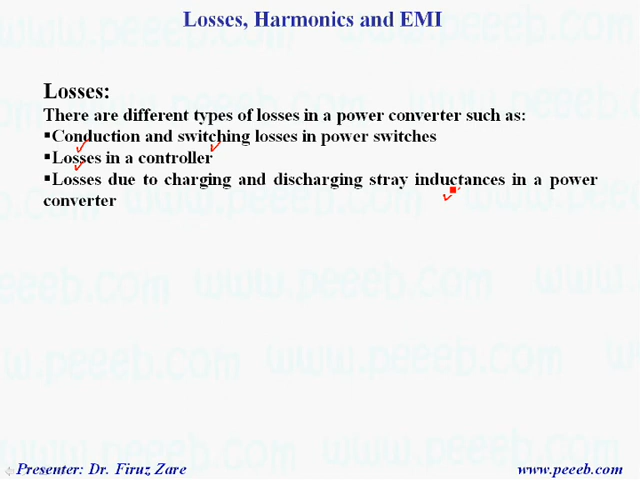 Losses, Harmonics and EMI
Losses:
There are different types of losses in a power converter such as:
▪Conduction and switching losses in power switches
▪Losses in a controller
▪Losses due to charging and discharging stray inductances in a power
converter
Presenter: Dr. Firuz Zare
www.peeeb.com